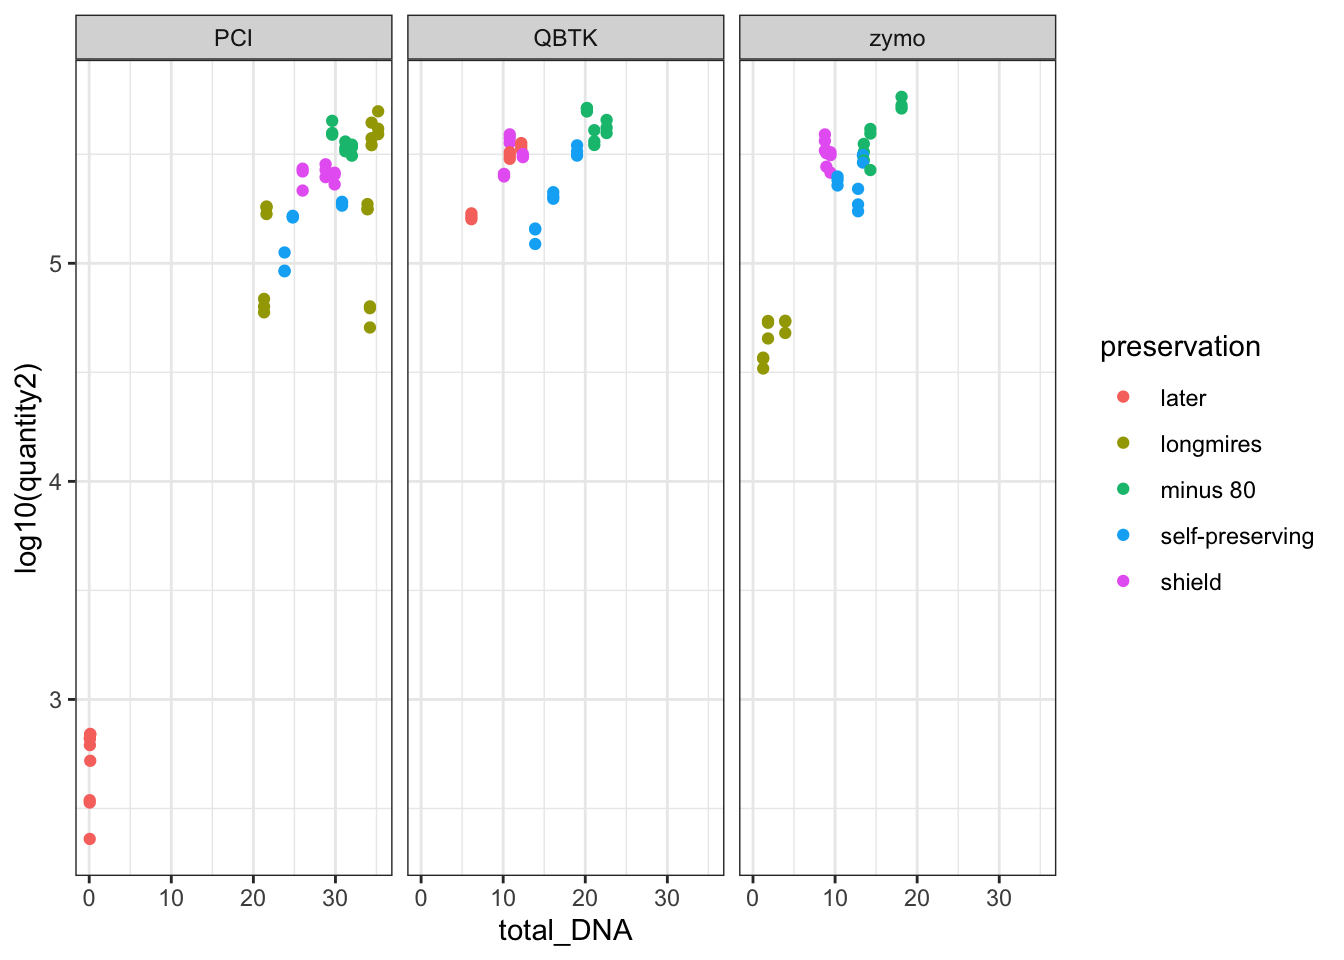 PCI QBTK zymo
5
4
3
log10(quantity2)
0 10 20 30 0 10 20 30 0 10 20 30
total_DNA
preservation
later
longmires
minus 80
self-preserving
shield